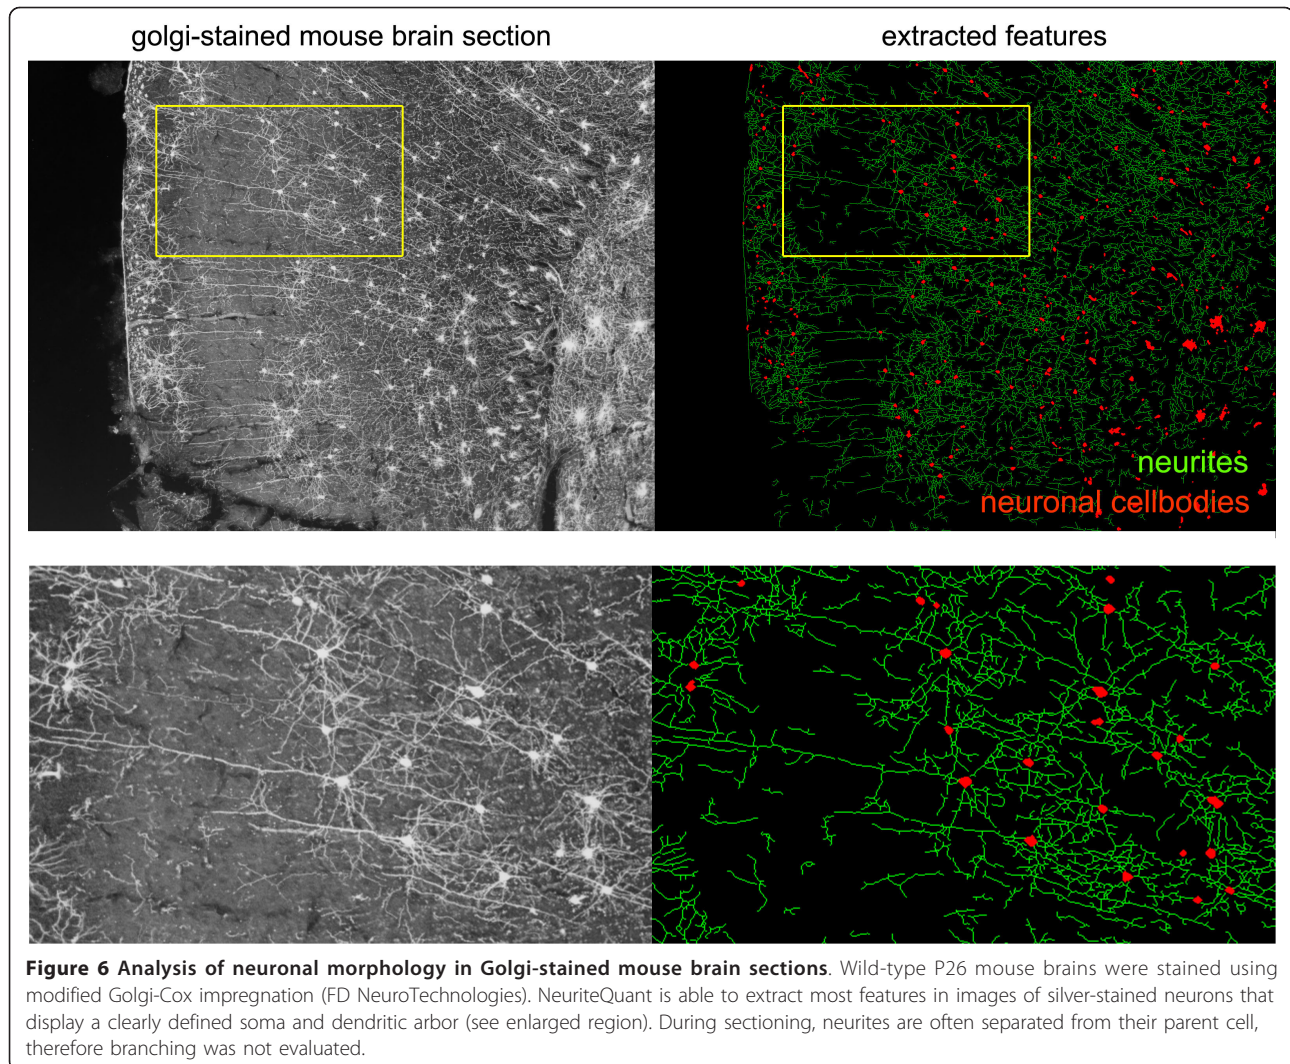 golgi-stained mouse brain section
extracted features
neurites
neuronal cellbodies
Figure 6 Analysis of neuronal morphology in Golgi-stained mouse brain sections. Wild-type P26 mouse brains were stained using
modified Golgi-Cox impregnation (FD NeuroTechnologies). NeuriteQuant is able to extract most features in images of silver-stained neurons that
display a clearly defined soma and dendritic arbor (see enlarged region). During sectioning, neurites are often separated from their parent cell,
therefore branching was not evaluated.